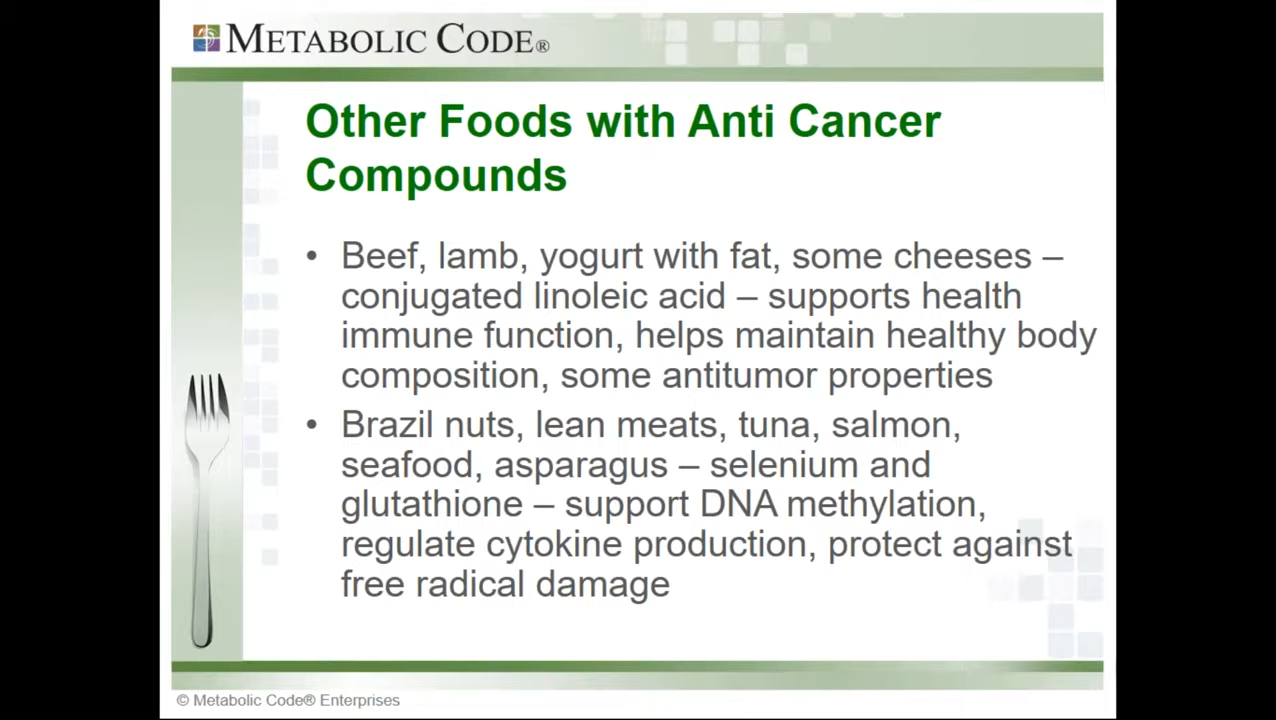 METABOLIC CODE®
Other Foods with Anti Cancer
Compounds
• Beef, lamb, yogurt with fat, some cheeses –
conjugated linoleic acid – supports health
immune function, helps maintain healthy body
composition, some antitumor properties
• Brazil nuts, lean meats, tuna, salmon,
seafood, asparagus – selenium and
glutathione – support DNA methylation,
regulate cytokine production, protect against
free radical damage
© Metabolic Code® Enterprises